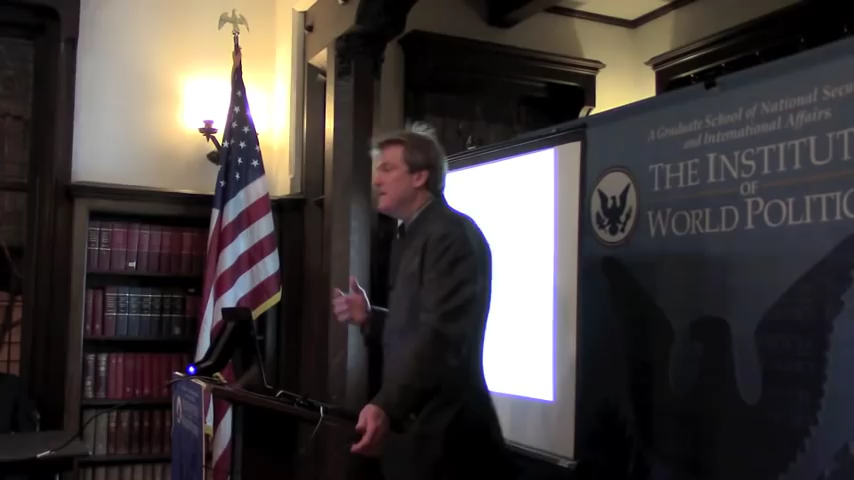 A Graduate School of National Secu
and International Affairs
THE INSTITUT
OF
WORLD POLITIC